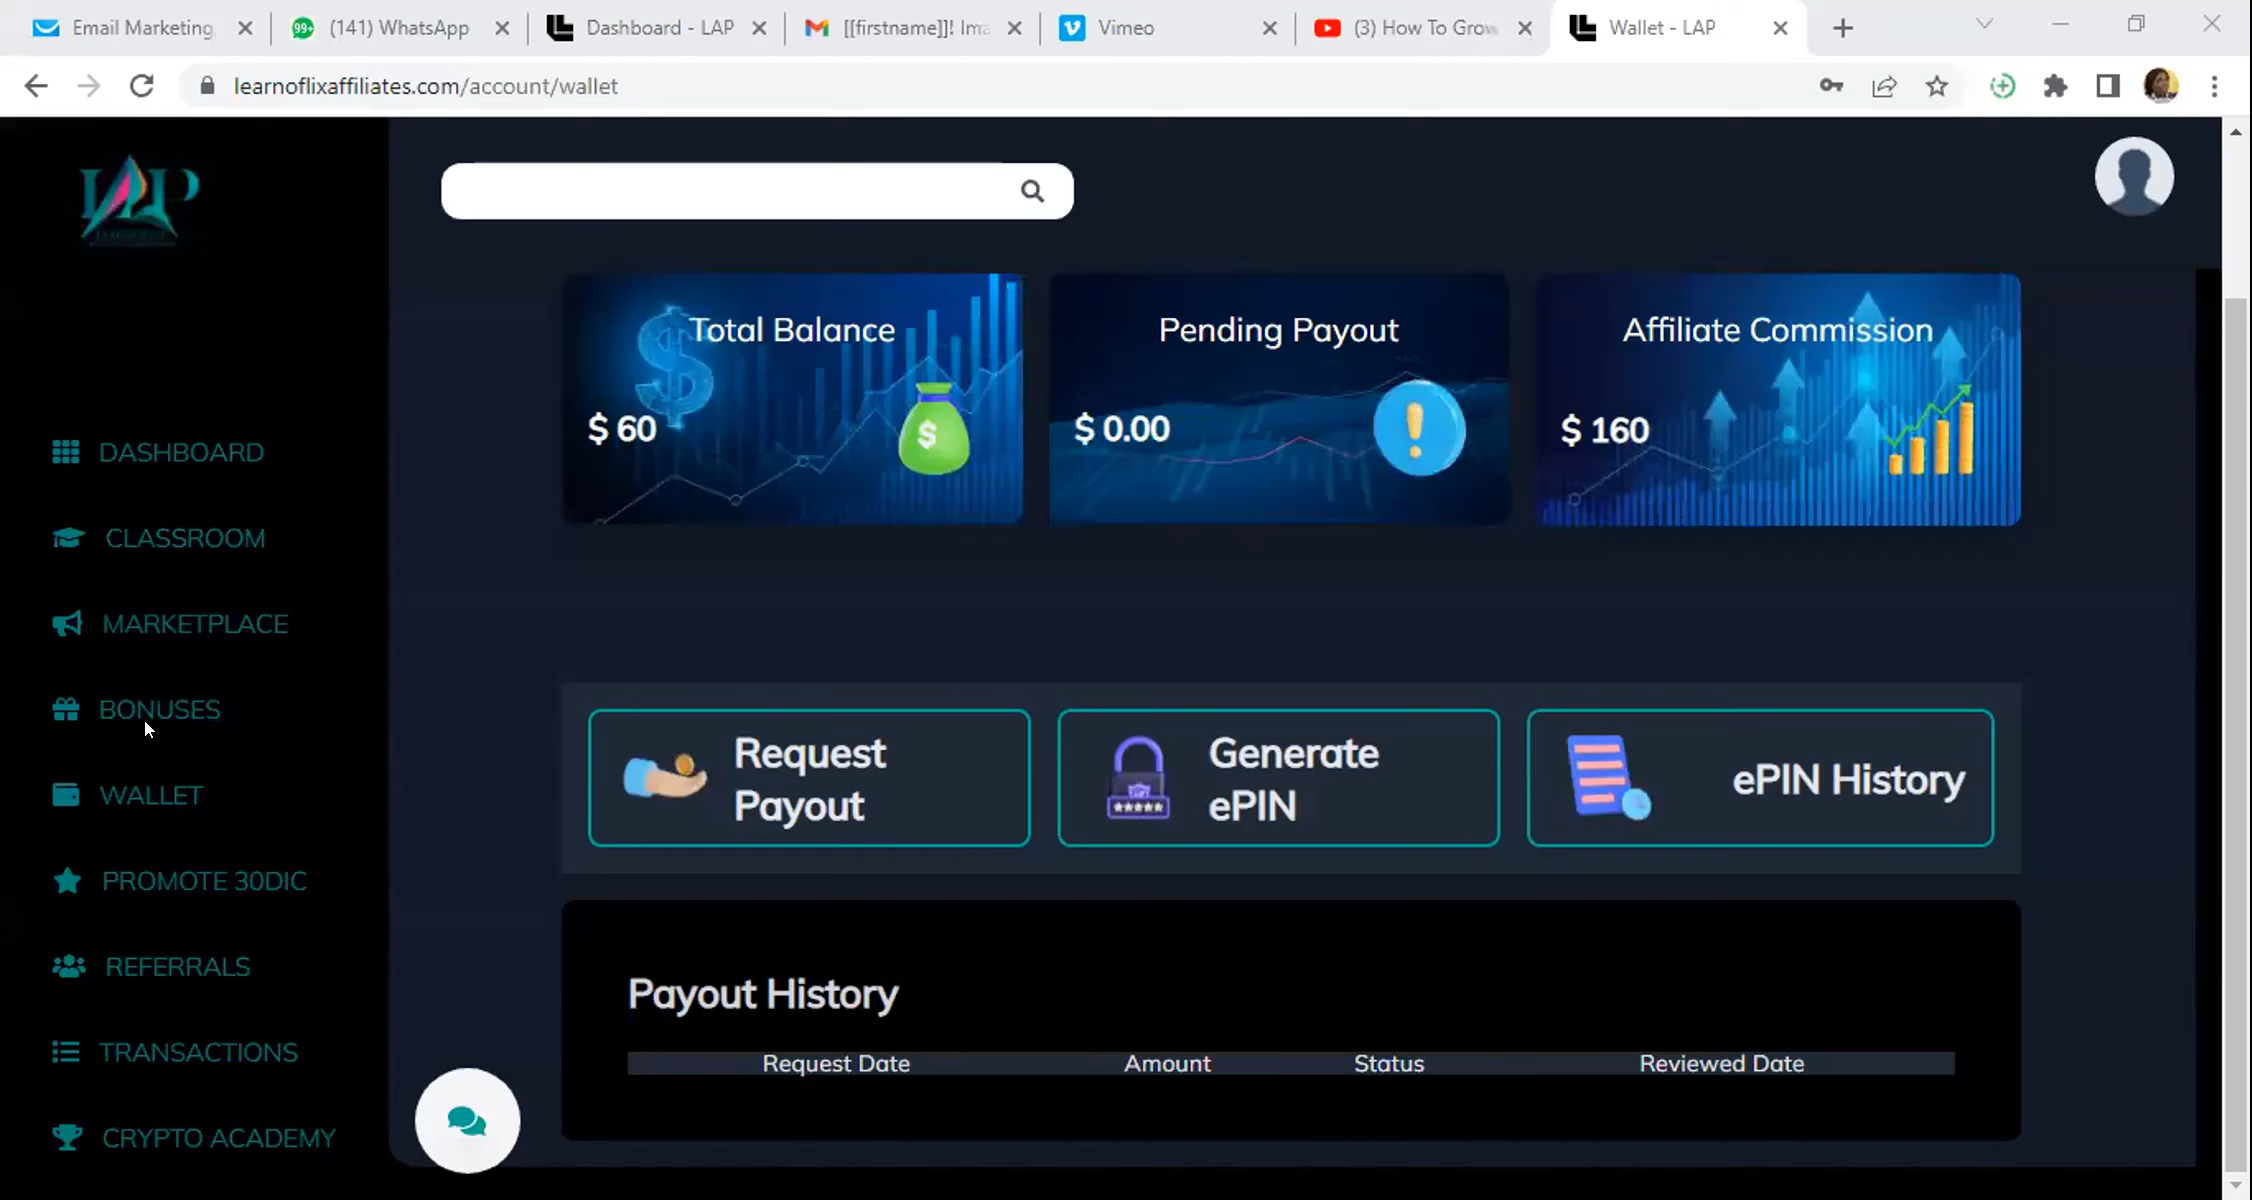 Email Marketing
99+
(141) WhatsApp
Dashboard - LAP
[[firstname]]! Ima
Vimeo
(3) How To Grow
Wallet - LAP
learnoflixaffiliates.com/account/wallet
LAP
Total Balance
$ 60
Pending Payout
$ 0.00
Affiliate Commission
$ 160
DASHBOARD
CLASSROOM
MARKETPLACE
BONUSES
WALLET
PROMOTE 30DIC
REFERRALS
TRANSACTIONS
CRYPTO ACADEMY
Request
Payout
Generate
ePIN
ePIN History
Payout History
Request Date Amount Status Reviewed Date